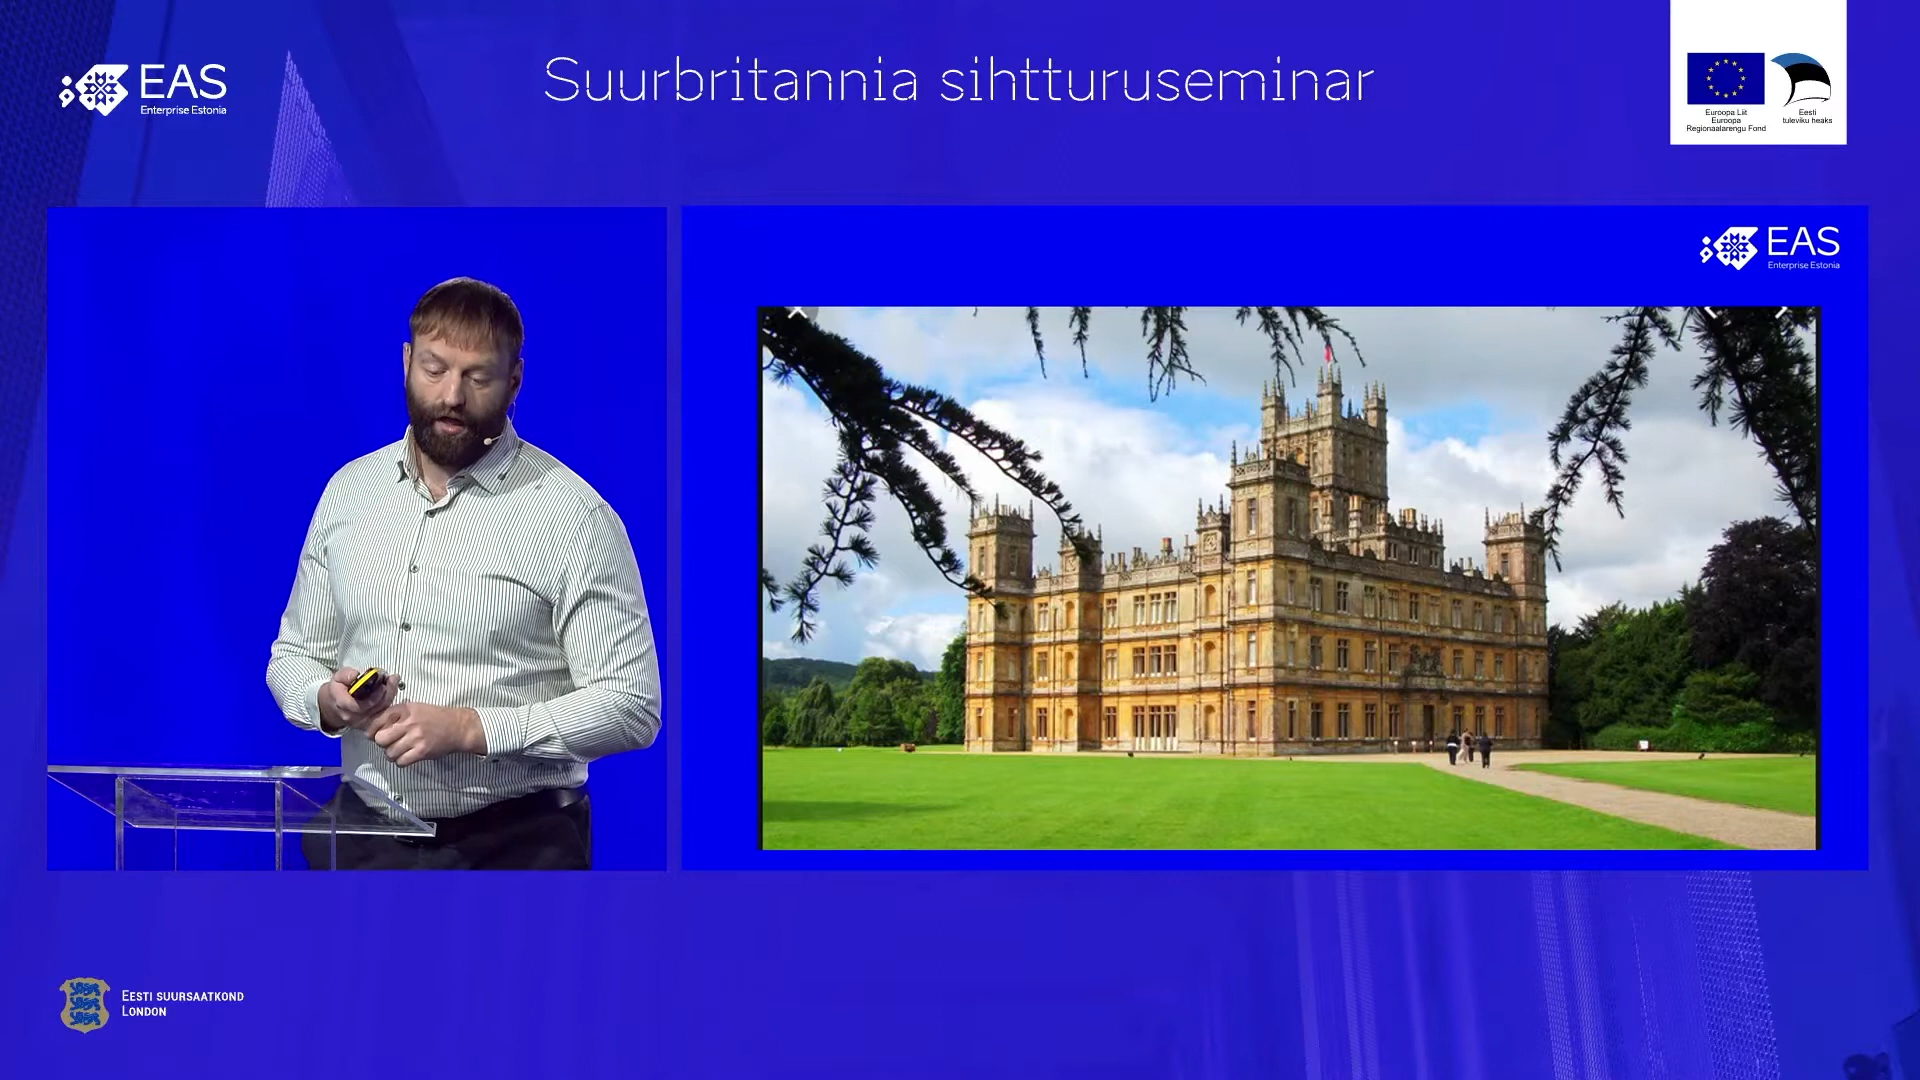 EAS
Enterprise Estonia
Suurbritannia sihtturuseminar
Euroopa Liit
Euroopa
Regionaalarengu Fond
Eesti
tuleviku heaks
EAS
Enterprise Estonia
EESTI SUURSAATKOND
LONDON